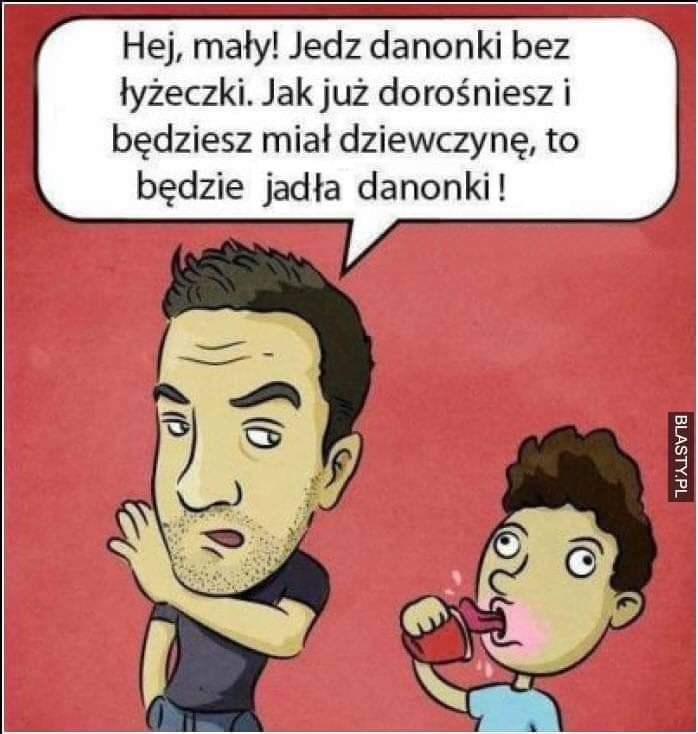 Hej, mały! Jedz danonki bez
łyżeczki. Jak już dorośniesz i
będziesz miał dziewczynę, to
będzie jadła danonki!
BLASTY.PL